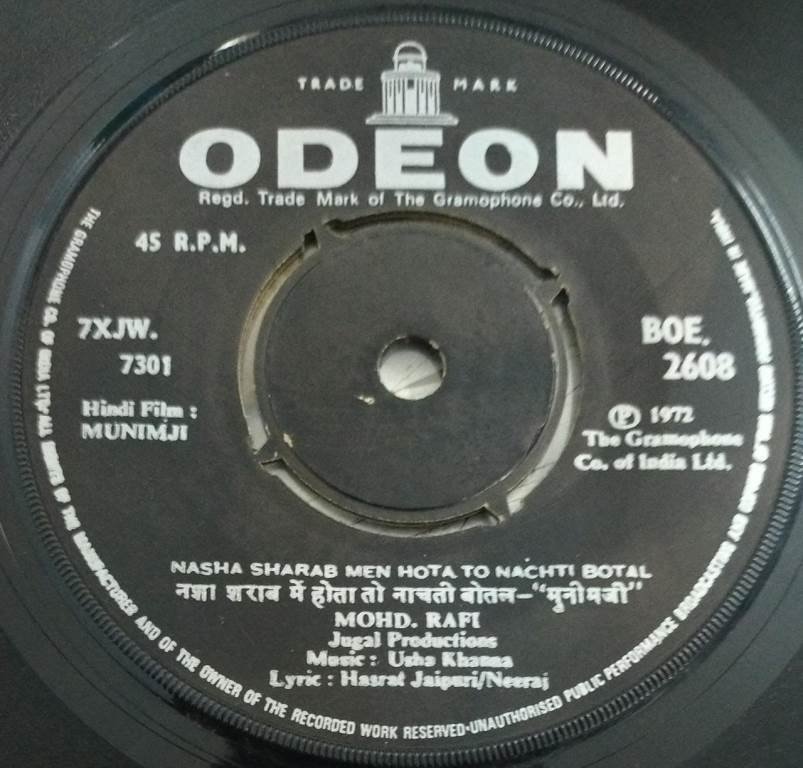 TRADE MARK
ODEON
Regd. Trade Mark of The Gramophone Co., Ltd.
45 R.P.M.
7XJW.
7301
BOE.
2608
Hindi Film :
MUNIMJI
℗ 1972
The Gramophone
Co. of India Ltd.
NASHA SHARAB MEN HOTA TO NACHTI BOTAL
नशा शराब में होता तो नाचती बोतल-"मुनीमजी"
MOHD. RAFI
Jugal Productions
Music : Usha Khanna
Lyric : Hasrat Jaipuri/Neeraj
THE GRAMOPHONE CO. OF INDIA LTD. ALL RIGHTS OF THE MANUFACTURER AND OF THE OWNER OF THE RECORDED WORK RESERVED·UNAUTHORISED PUBLIC PERFORMANCE BROADCASTING AND COPYING